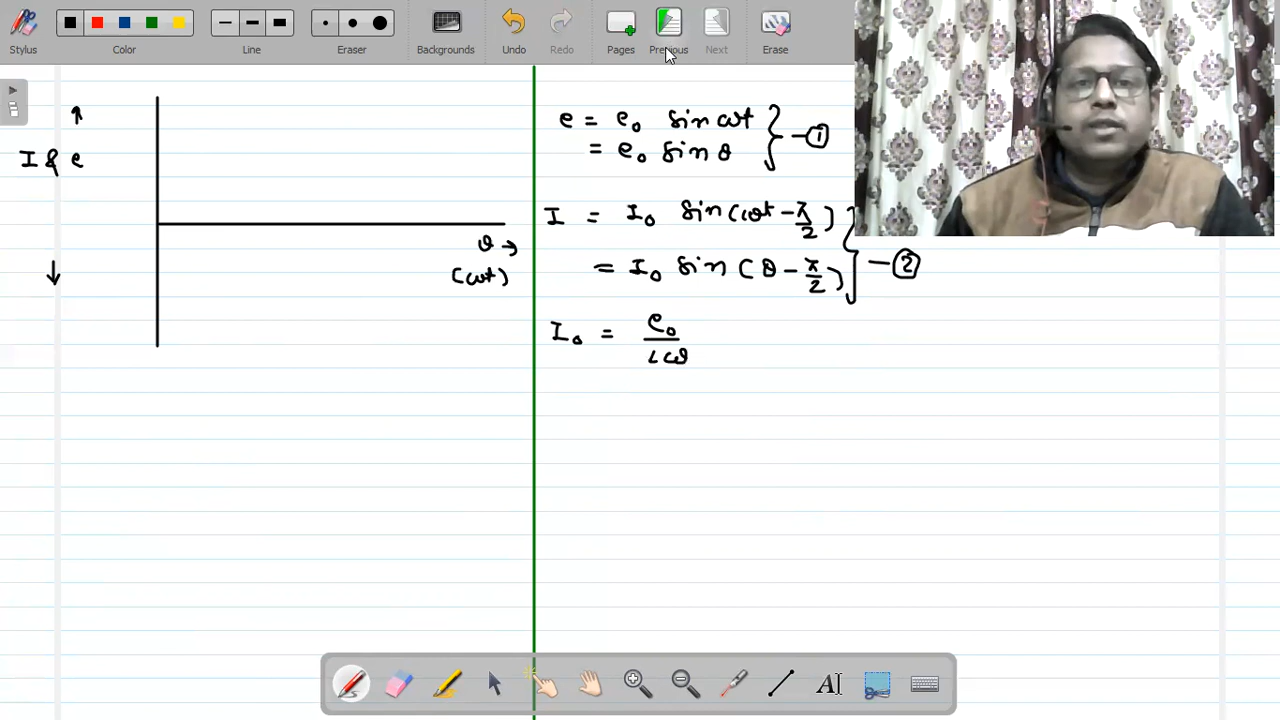 Stylus
Color
Line
Eraser
Backgrounds
Undo
Redo
Pages
Previous
Next
Erase
I & e
θ →
(ωt)
e = e₀ sin ωt
= e₀ sin θ } —①
I = I₀ sin(ωt - π/2)
= I₀ sin (θ - π/2) } —②
I₀ = e₀/Lω
AI